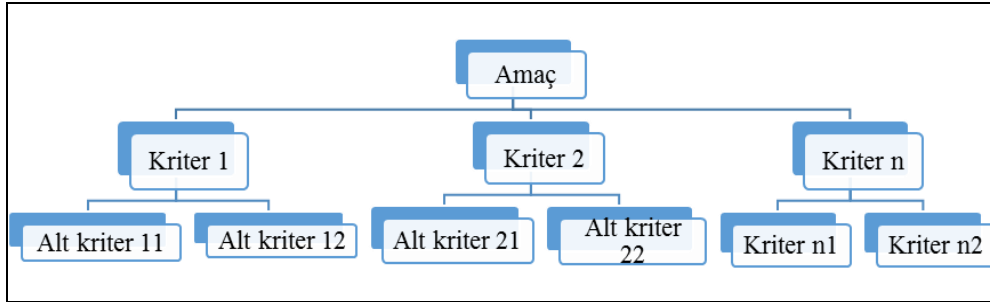 Amaç
Kriter 1
Kriter 2
Kriter n
Alt kriter 11
Alt kriter 12
Alt kriter 21
Alt kriter
22
Kriter n1
Kriter n2